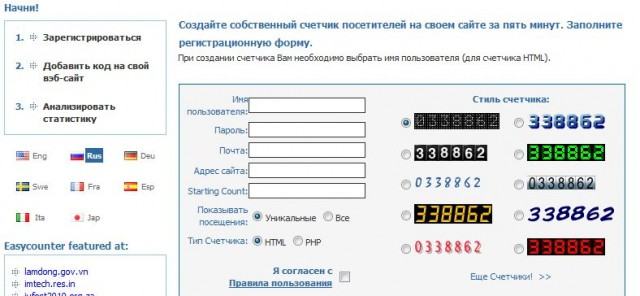 Начни!
1. Зарегистрироваться
2. Добавить код на свой
вэб-сайт
3. Анализировать
статистику
Eng Rus Deu
Swe Fra Esp
Ita Jap
Easycounter featured at:
lamdong.gov.vn
imtech.res.in
Создайте собственный счетчик посетителей на своем сайте за пять минут. Заполните
регистрационную форму.
При создании счетчика Вам необходимо выбрать имя пользователя (для счетчика HTML).
Имя
пользователя:
Пароль:
Почта:
Адрес сайта:
Starting Count:
Показывать
посещения: Уникальные Все
Тип Счетчика: HTML PHP
Я согласен с
Правила пользования
Стиль счетчика:
0338862 338862
338862 338862
0338862 0338862
338862 338862
0338862 338862
Еще Счетчики! >>